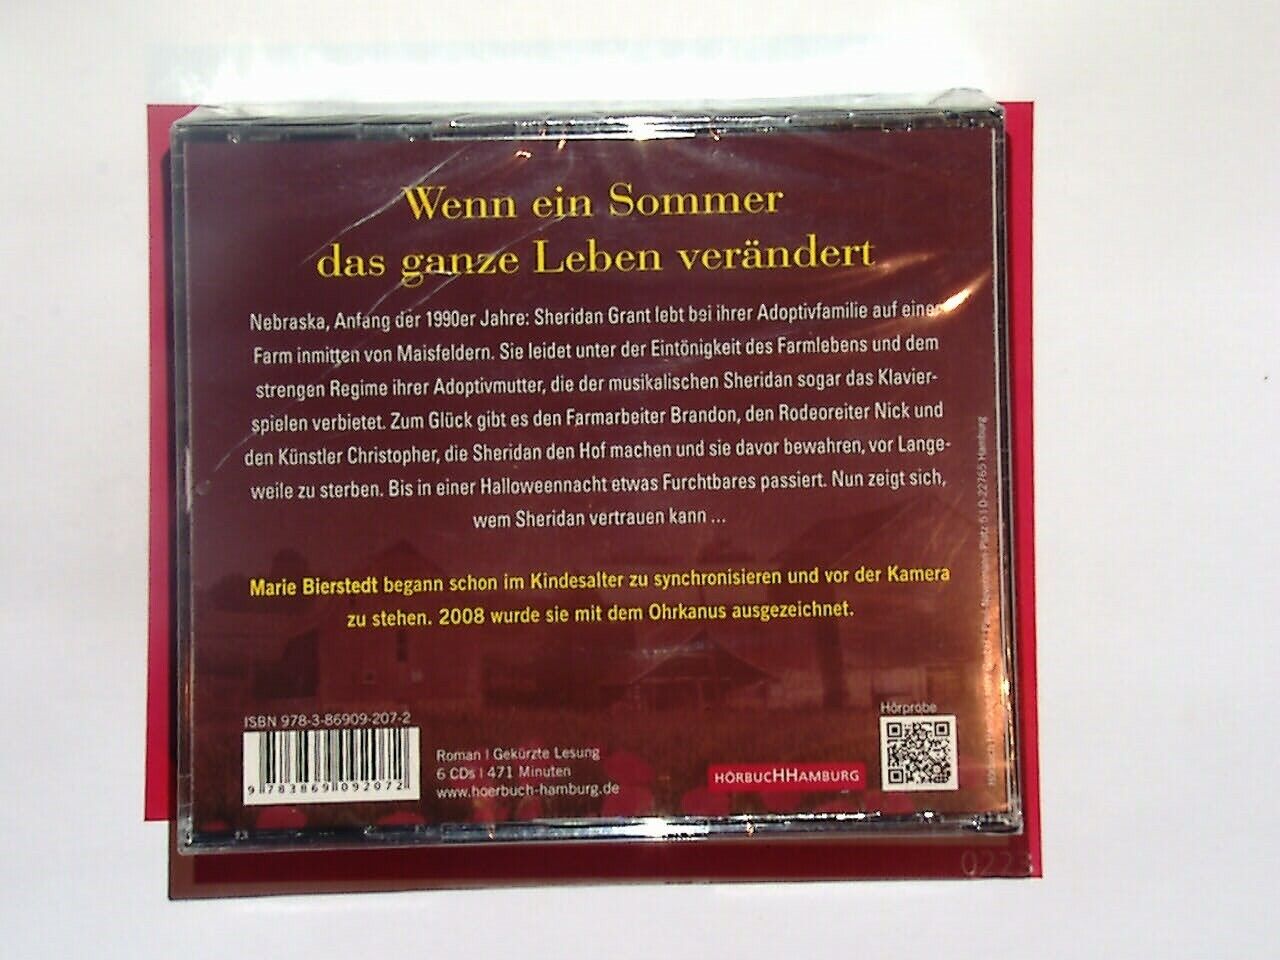 Wenn ein Sommer
das ganze Leben verändert
Nebraska, Anfang der 1990er Jahre: Sheridan Grant lebt bei ihrer Adoptivfamilie auf einer
Farm inmitten von Maisfeldern. Sie leidet unter der Eintönigkeit des Farmlebens und dem
strengen Regime ihrer Adoptivmutter, die der musikalischen Sheridan sogar das Klavier-
spielen verbietet. Zum Glück gibt es den Farmarbeiter Brandon, den Rodeoreiter Nick und
den Künstler Christopher, die Sheridan den Hof machen und sie davor bewahren, vor Lange-
weile zu sterben. Bis in einer Halloweennacht etwas Furchtbares passiert. Nun zeigt sich,
wem Sheridan vertrauen kann ...
Marie Bierstedt begann schon im Kindesalter zu synchronisieren und vor der Kamera
zu stehen. 2008 wurde sie mit dem Ohrkanus ausgezeichnet.
ISBN 978-3-86909-207-2
9 783869 092072
Roman | Gekürzte Lesung
6 CDs | 471 Minuten
www.hoerbuch-hamburg.de
HÖRBUCHHAMBURG
Hörprobe
22765 Hamburg
0223